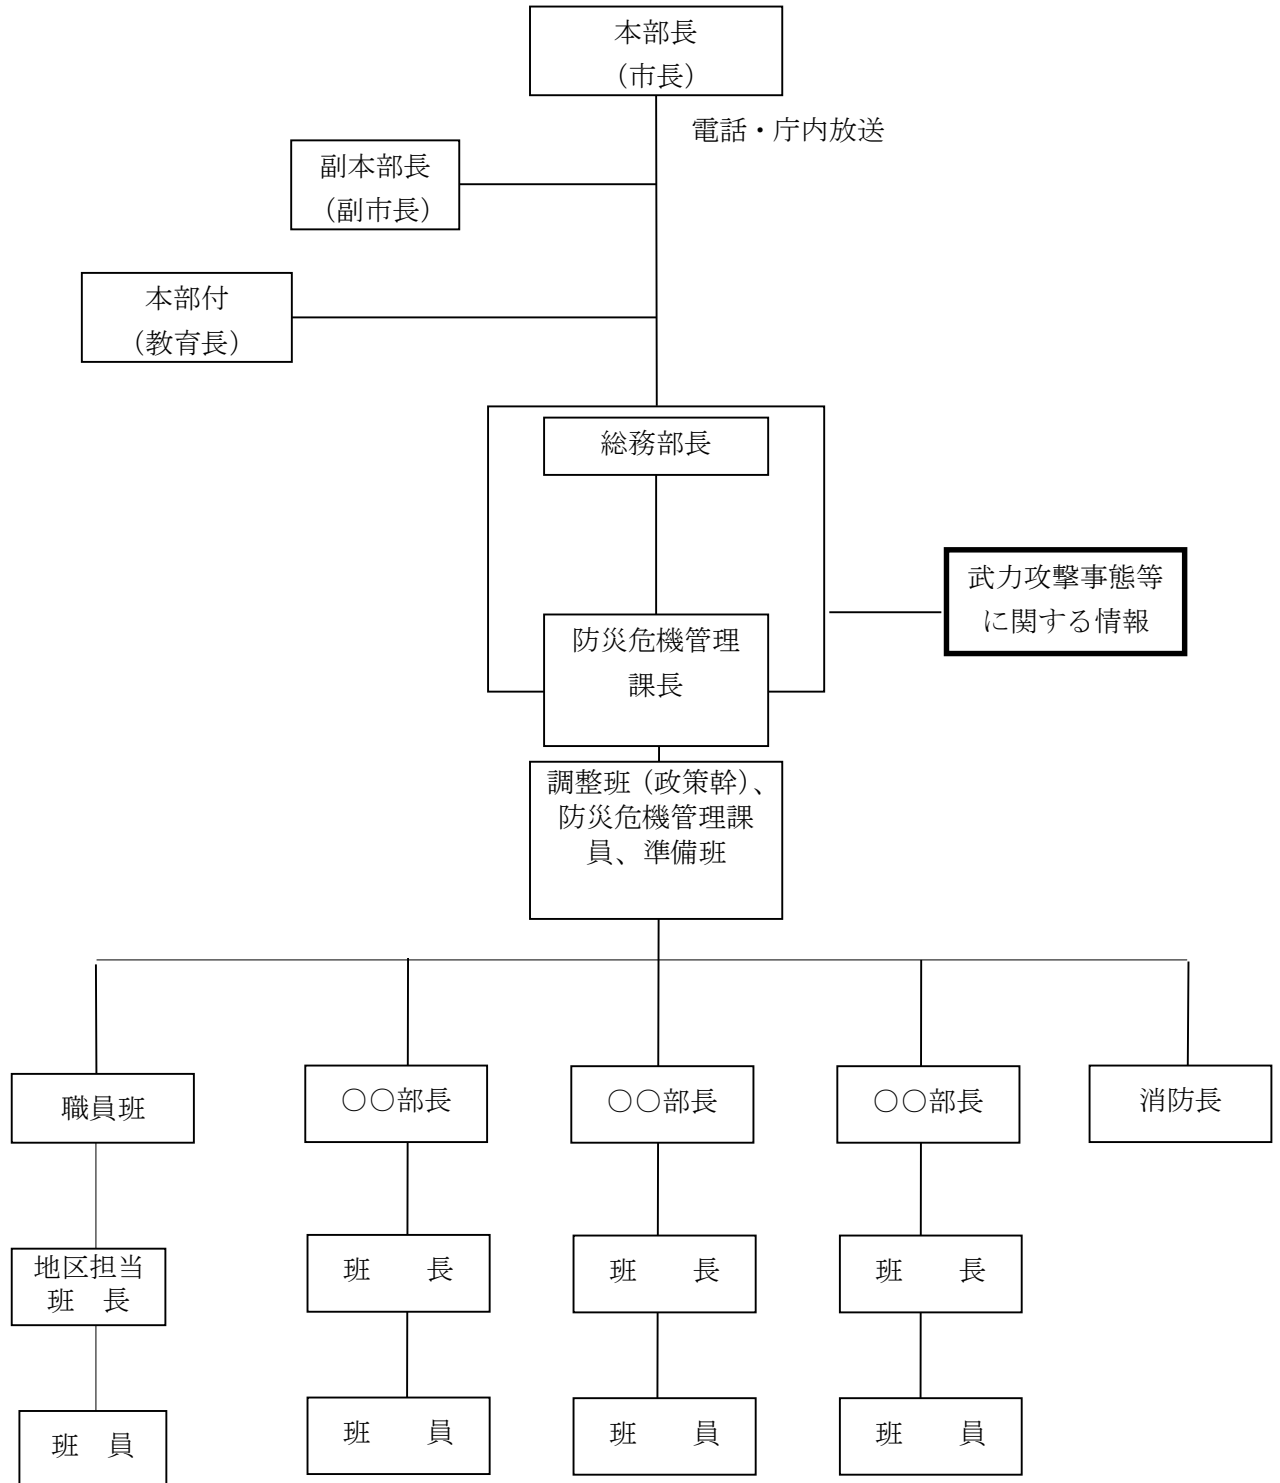 本部長
（市長）
電話・庁内放送
副本部長
（副市長）
本部付
（教育長）
総務部長
武力攻撃事態等
に関する情報
防災危機管理
課長
調整班（政策幹）、
防災危機管理課
員、準備班
職員班
○○部長
○○部長
○○部長
消防長
地区担当
班　長
班　　長
班　　長
班　　長
班　員
班　　員
班　　員
班　　員